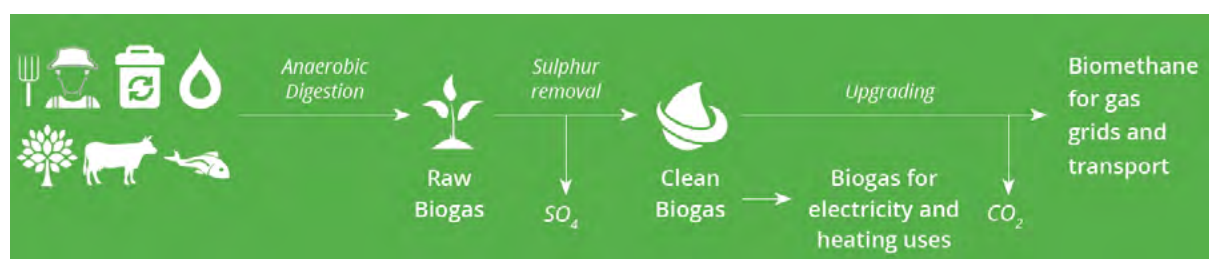 Anaerobic
Digestion
Raw
Biogas
Sulphur
removal
SO₄
Clean
Biogas
Biogas for
electricity and
heating uses
Upgrading
CO₂
Biomethane
for gas
grids and
transport